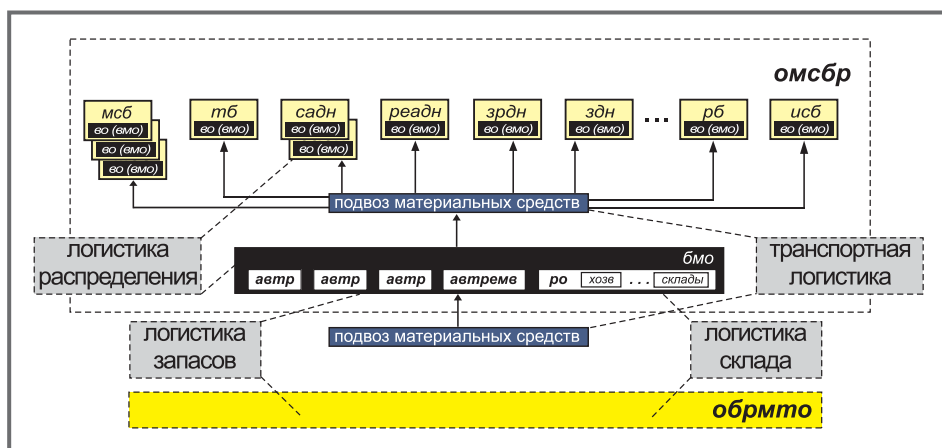 омсбр
мсб
во (вмо)
во (вмо)
во (вмо)
тб
во (вмо)
садн
во (вмо)
во (вмо)
реадн
во (вмо)
зрдн
во (вмо)
здн
во (вмо)
...
рб
во (вмо)
исб
во (вмо)
подвоз материальных средств
логистика
распределения
транспортная
логистика
бмо
автр автр автр автремв ро хозв ... склады
логистика
запасов
подвоз материальных средств
логистика
склада
обрмто